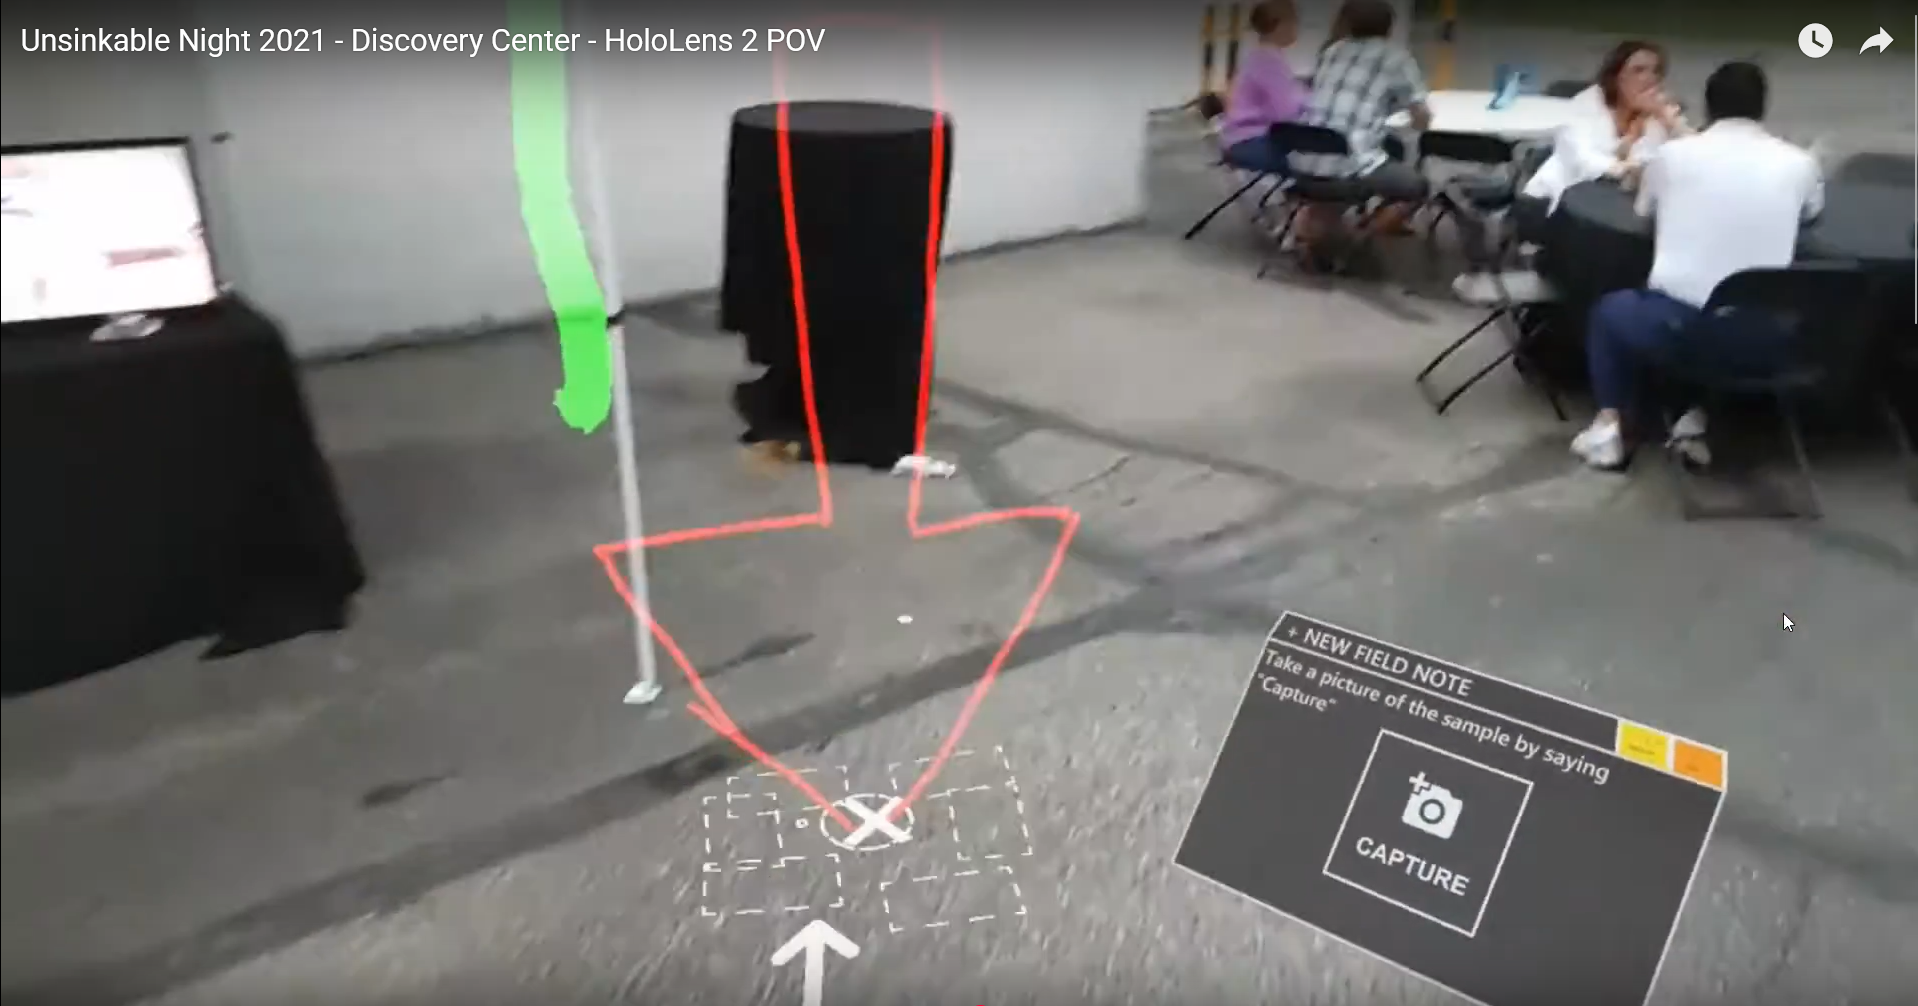 Unsinkable Night 2021 - Discovery Center - HoloLens 2 POV
+ NEW FIELD NOTE
Take a picture of the sample by saying
"Capture"
CAPTURE